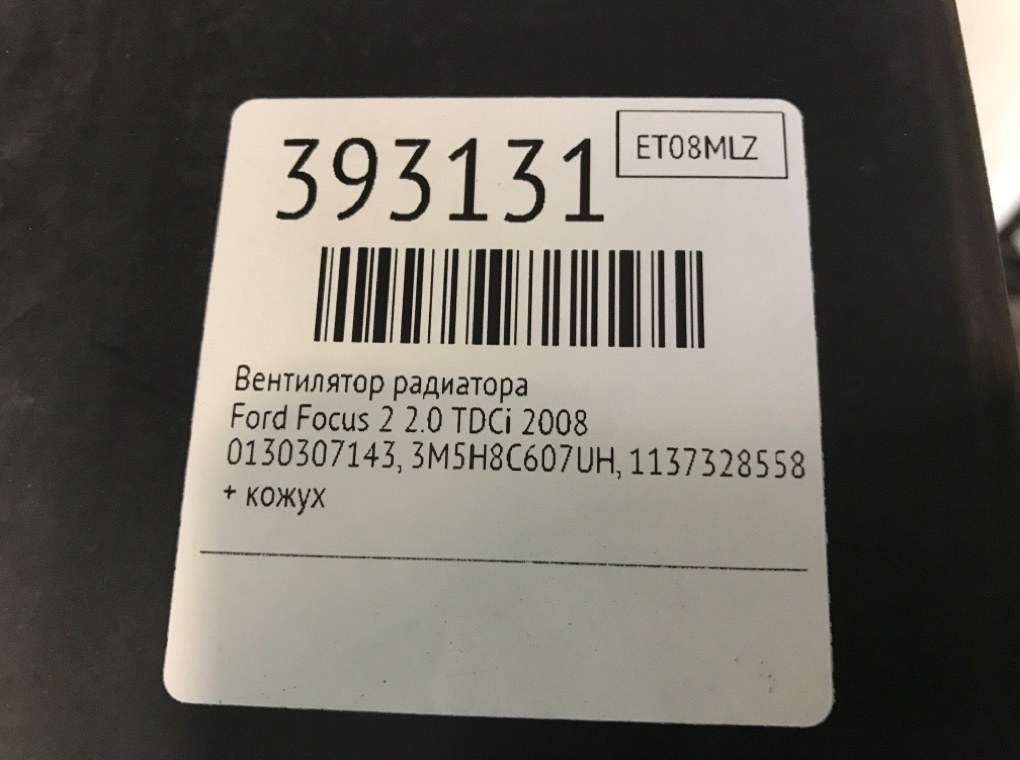 393131
ET08MLZ
Вентилятор радиатора
Ford Focus 2 2.0 TDCi 2008
0130307143, 3M5H8C607UH, 1137328558
+ кожух